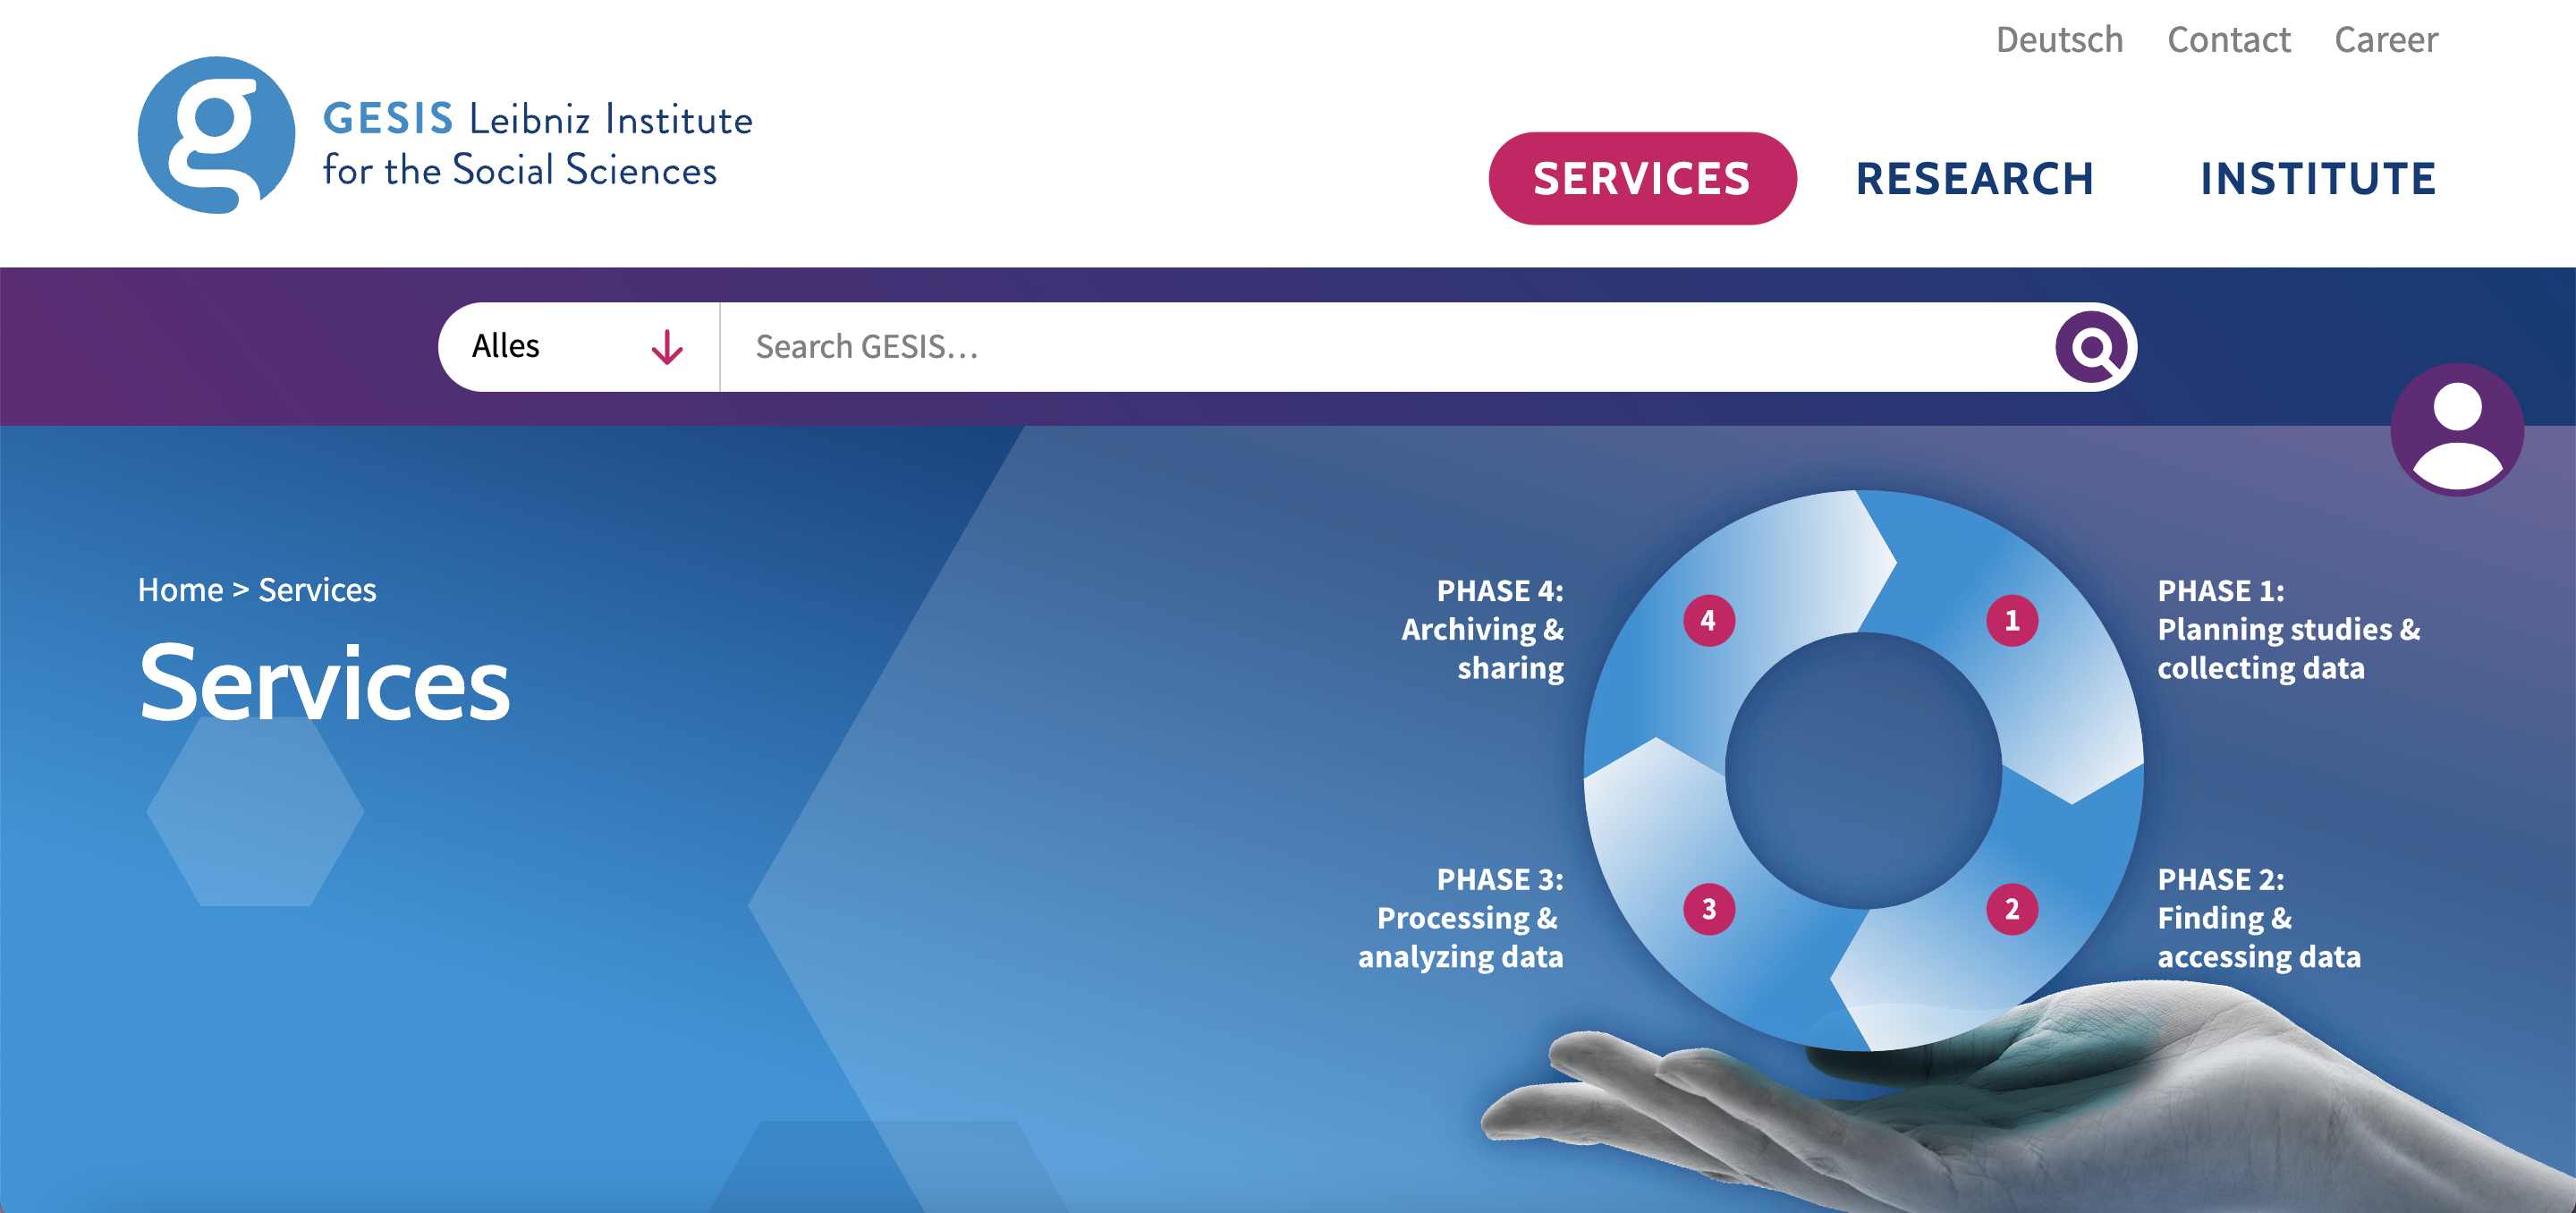 Deutsch Contact Career
GESIS Leibniz Institute
for the Social Sciences
SERVICES RESEARCH INSTITUTE
Alles Search GESIS...
Home > Services
Services
PHASE 4:
Archiving &
sharing
4
1
PHASE 1:
Planning studies &
collecting data
PHASE 3:
Processing &
analyzing data
3
2
PHASE 2:
Finding &
accessing data